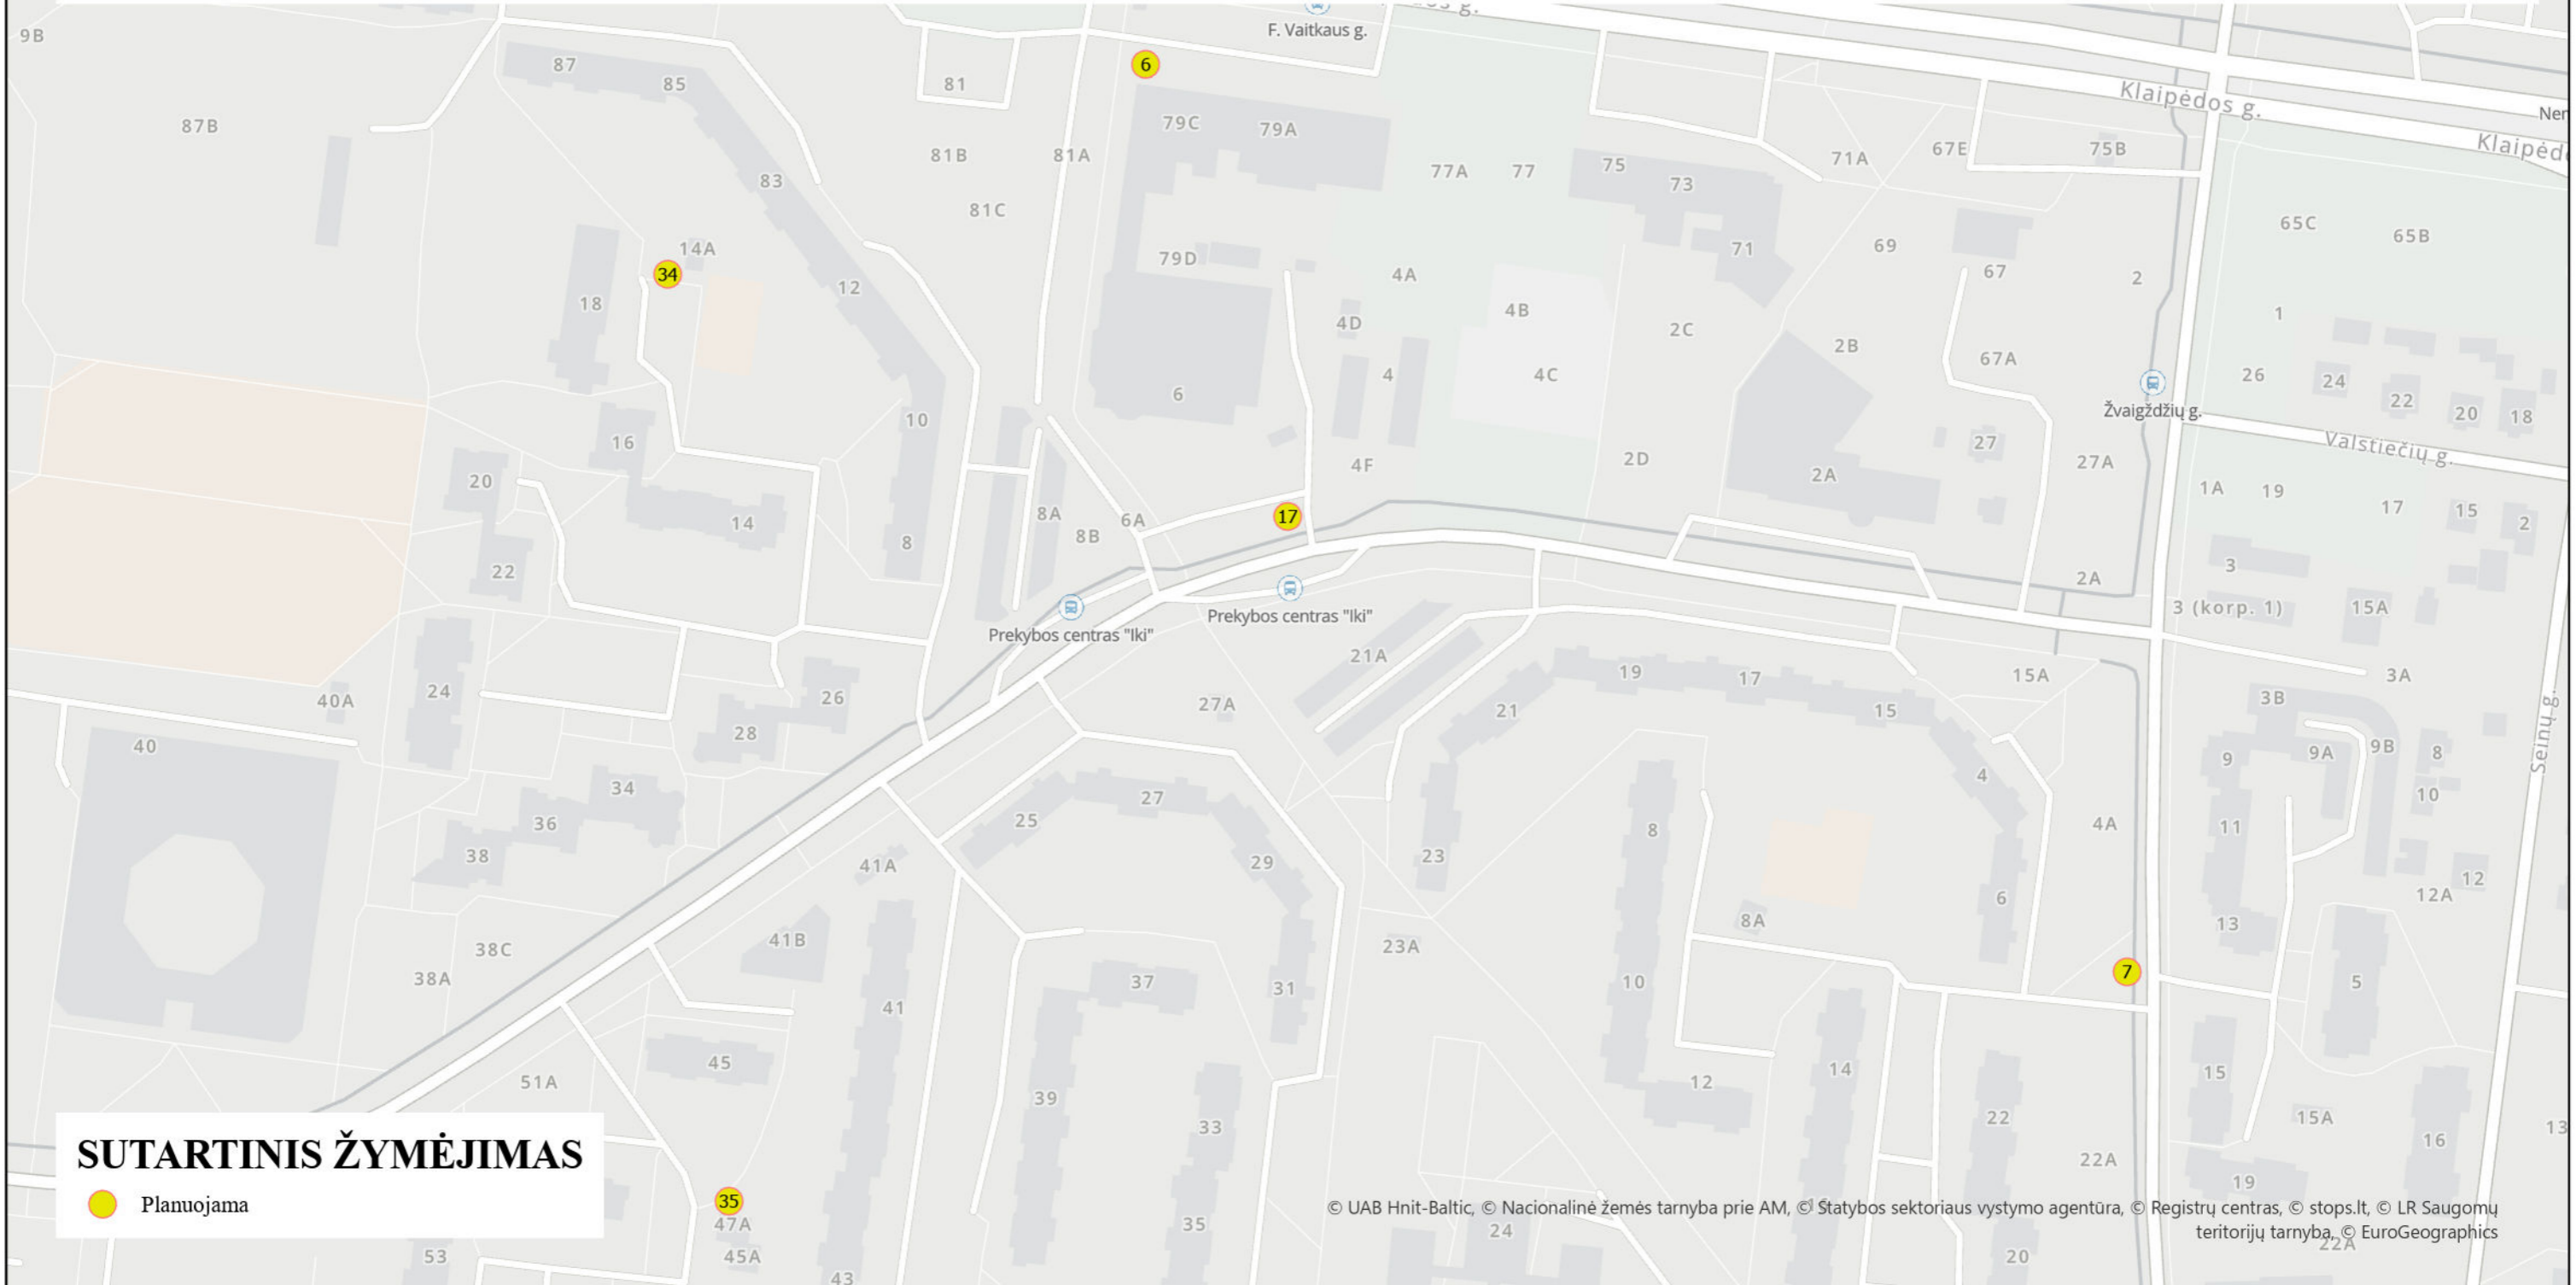 9B
F. Vaitkaus g.
87
85
87B
81
6
79C
79A
Klaipėdos g.
81B
81A
83
81C
77A
77
75
73
71A
67E
75B
14A
34
79D
4A
71
69
67
2
65C
65B
18
12
4D
4B
2C
2B
1
67A
6
4
4C
26
24
22
20
18
Žvaigždžių g.
Valstiečių g.
10
16
27
27A
4F
2D
2A
20
14
8A
6A
17
8B
8
1A
19
17
15
2
22
3
2A
3 (korp. 1)
15A
Prekybos centras "Iki"
Prekybos centras "Iki"
21A
19
17
15A
3A
40A
24
26
27A
21
15
3B
40
28
9
9A
9B
8
Seinų g.
34
27
4
10
36
25
8
4A
11
38
41A
29
23
6
12
12A
41B
8A
13
38C
23A
38A
7
41
37
31
10
5
45
14
51A
39
12
15
33
22
15A
16
13
22A
SUTARTINIS ŽYMĖJIMAS
Planuojama
35
47A
19
35
24
53
45A
43
20
22A
© UAB Hnit-Baltic, © Nacionalinė žemės tarnyba prie AM, © Statybos sektoriaus vystymo agentūra, © Registrų centras, © stops.lt, © LR Saugomų
teritorijų tarnyba, © EuroGeographics